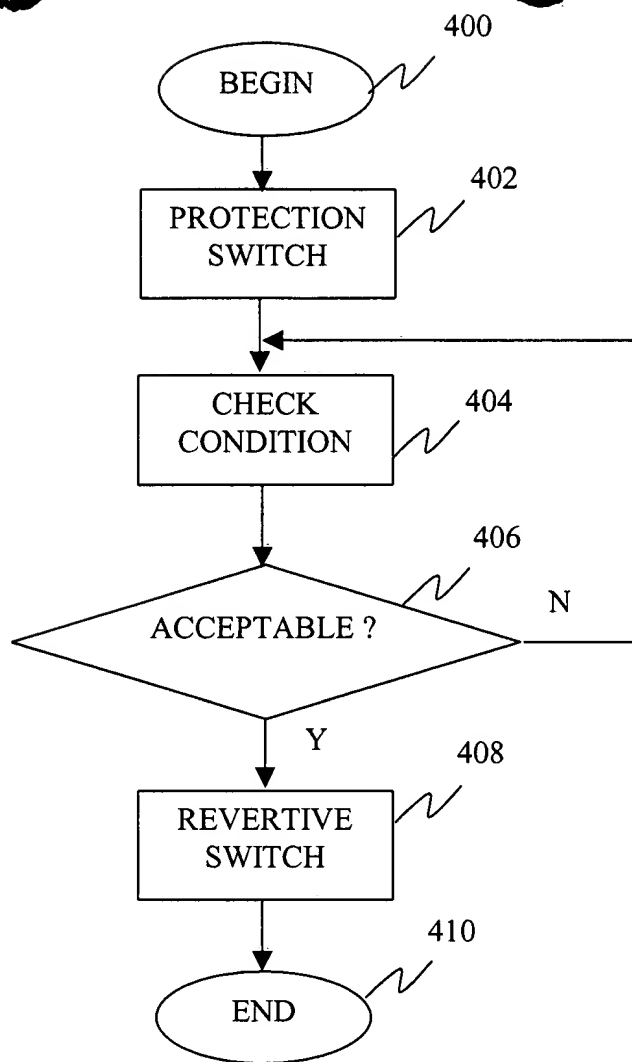 400
BEGIN
402
PROTECTION
SWITCH
CHECK
CONDITION
404
406
ACCEPTABLE ?
N
Y
408
REVERTIVE
SWITCH
410
END